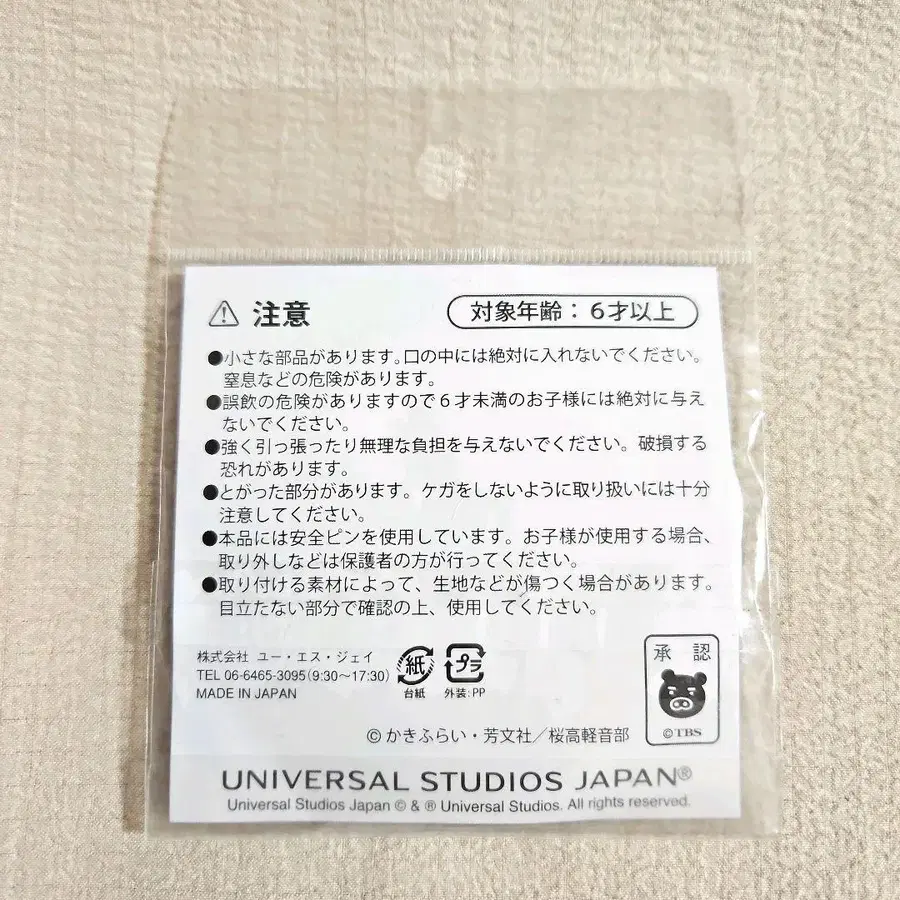 ⚠ 注意
対象年齢：6才以上
●小さな部品があります。口の中には絶対に入れないでください。
窒息などの危険があります。
●誤飲の危険がありますので6才未満のお子様には絶対に与え
ないでください。
●強く引っ張ったり無理な負担を与えないでください。破損する
恐れがあります。
●とがった部分があります。ケガをしないように取り扱いには十分
注意してください。
●本品には安全ピンを使用しています。お子様が使用する場合、
取り外しなどは保護者の方が行ってください。
●取り付ける素材によって、生地などが傷つく場合があります。
目立たない部分で確認の上、使用してください。
株式会社 ユー・エス・ジェイ
TEL 06-6465-3095(9:30～17:30)
MADE IN JAPAN
紙
台紙
プラ
外装:PP
承認
©TBS
©かきふらい・芳文社／桜高軽音部
UNIVERSAL STUDIOS JAPAN®
Universal Studios Japan © & ® Universal Studios. All rights reserved.